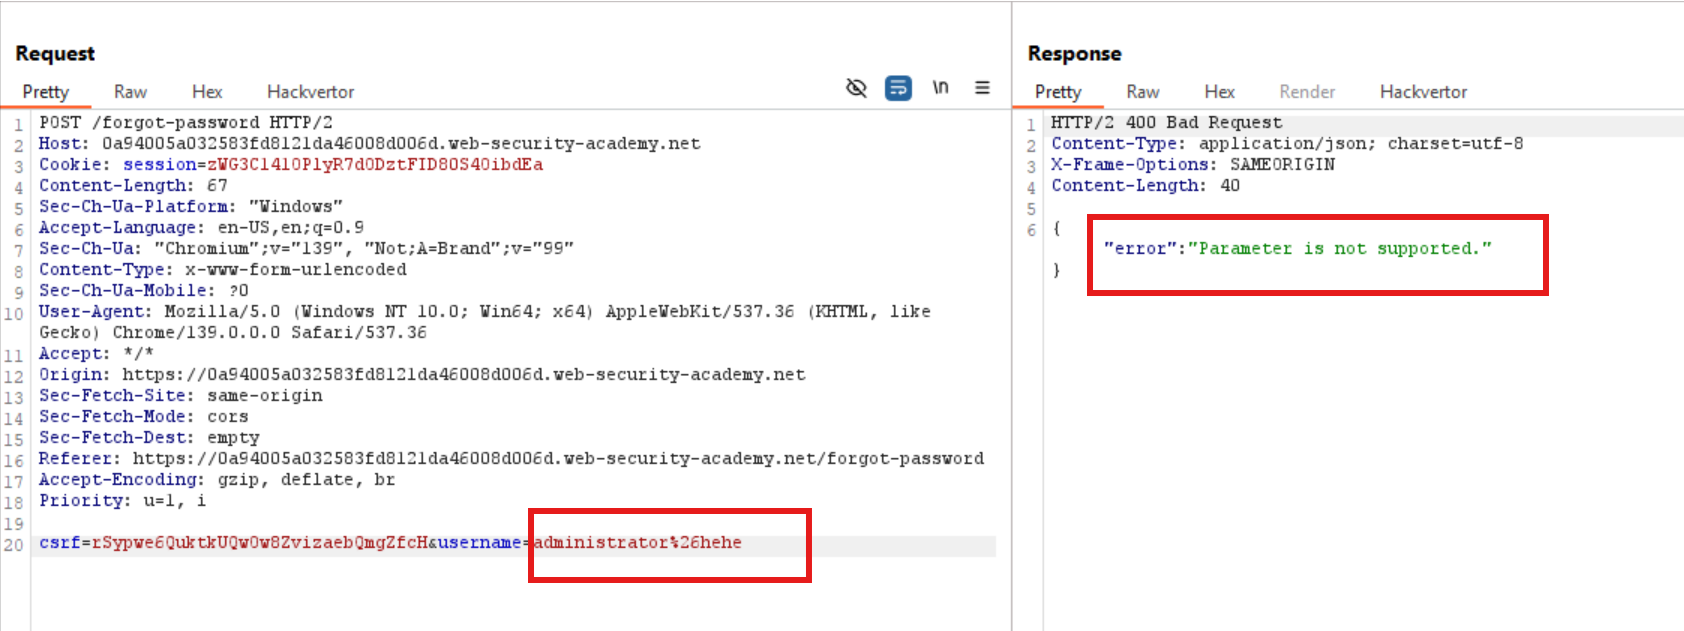 Request
Pretty Raw Hex Hackvertor \n
1 POST /forgot-password HTTP/2
2 Host: 0a94005a032583fd8121da46008d006d.web-security-academy.net
3 Cookie: session=zWG3C1410PlyR7d0DztFID80S40ibdEa
4 Content-Length: 67
5 Sec-Ch-Ua-Platform: "Windows"
6 Accept-Language: en-US,en;q=0.9
7 Sec-Ch-Ua: "Chromium";v="139", "Not;A=Brand";v="99"
8 Content-Type: x-www-form-urlencoded
9 Sec-Ch-Ua-Mobile: ?0
10 User-Agent: Mozilla/5.0 (Windows NT 10.0; Win64; x64) AppleWebKit/537.36 (KHTML, like
Gecko) Chrome/139.0.0.0 Safari/537.36
11 Accept: */*
12 Origin: https://0a94005a032583fd8121da46008d006d.web-security-academy.net
13 Sec-Fetch-Site: same-origin
14 Sec-Fetch-Mode: cors
15 Sec-Fetch-Dest: empty
16 Referer: https://0a94005a032583fd8121da46008d006d.web-security-academy.net/forgot-password
17 Accept-Encoding: gzip, deflate, br
18 Priority: u=1, i
19
20 csrf=rSypwe6QuktkUQw0w8ZvizaebQmgZfcH&username=administrator%26hehe
Response
Pretty Raw Hex Render Hackvertor
1 HTTP/2 400 Bad Request
2 Content-Type: application/json; charset=utf-8
3 X-Frame-Options: SAMEORIGIN
4 Content-Length: 40
5
6 {
"error":"Parameter is not supported."
}